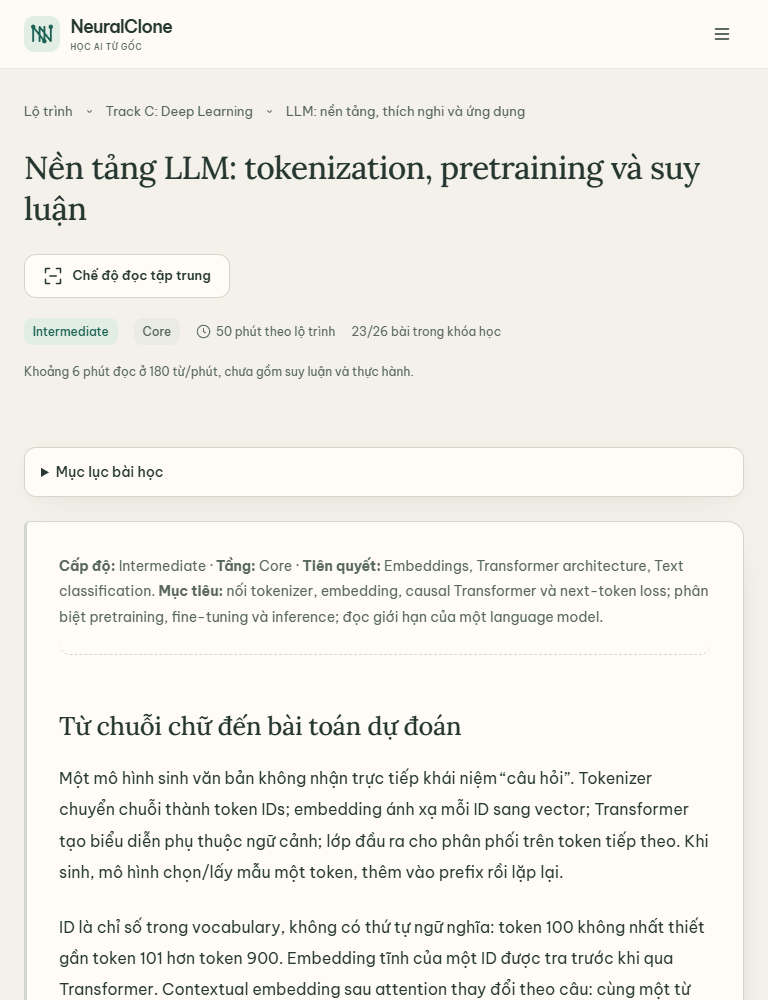 NeuralClone
HỌC AI TỪ GỐC
Lộ trình
Track C: Deep Learning
LLM: nền tảng, thích nghi và ứng dụng
Nền tảng LLM: tokenization, pretraining và suy
luận
Chế độ đọc tập trung
Intermediate
Core
50 phút theo lộ trình
23/26 bài trong khóa học
Khoảng 6 phút đọc ở 180 từ/phút, chưa gồm suy luận và thực hành.
Mục lục bài học
Cấp độ: Intermediate · Tầng: Core · Tiên quyết: Embeddings, Transformer architecture, Text
classification. Mục tiêu: nối tokenizer, embedding, causal Transformer và next-token loss; phân
biệt pretraining, fine-tuning và inference; đọc giới hạn của một language model.
Từ chuỗi chữ đến bài toán dự đoán
Một mô hình sinh văn bản không nhận trực tiếp khái niệm “câu hỏi”. Tokenizer
chuyển chuỗi thành token IDs; embedding ánh xạ mỗi ID sang vector; Transformer
tạo biểu diễn phụ thuộc ngữ cảnh; lớp đầu ra cho phân phối trên token tiếp theo. Khi
sinh, mô hình chọn/lấy mẫu một token, thêm vào prefix rồi lặp lại.
ID là chỉ số trong vocabulary, không có thứ tự ngữ nghĩa: token 100 không nhất thiết
gần token 101 hơn token 900. Embedding tĩnh của một ID được tra trước khi qua
Transformer. Contextual embedding sau attention thay đổi theo câu: cùng một từ